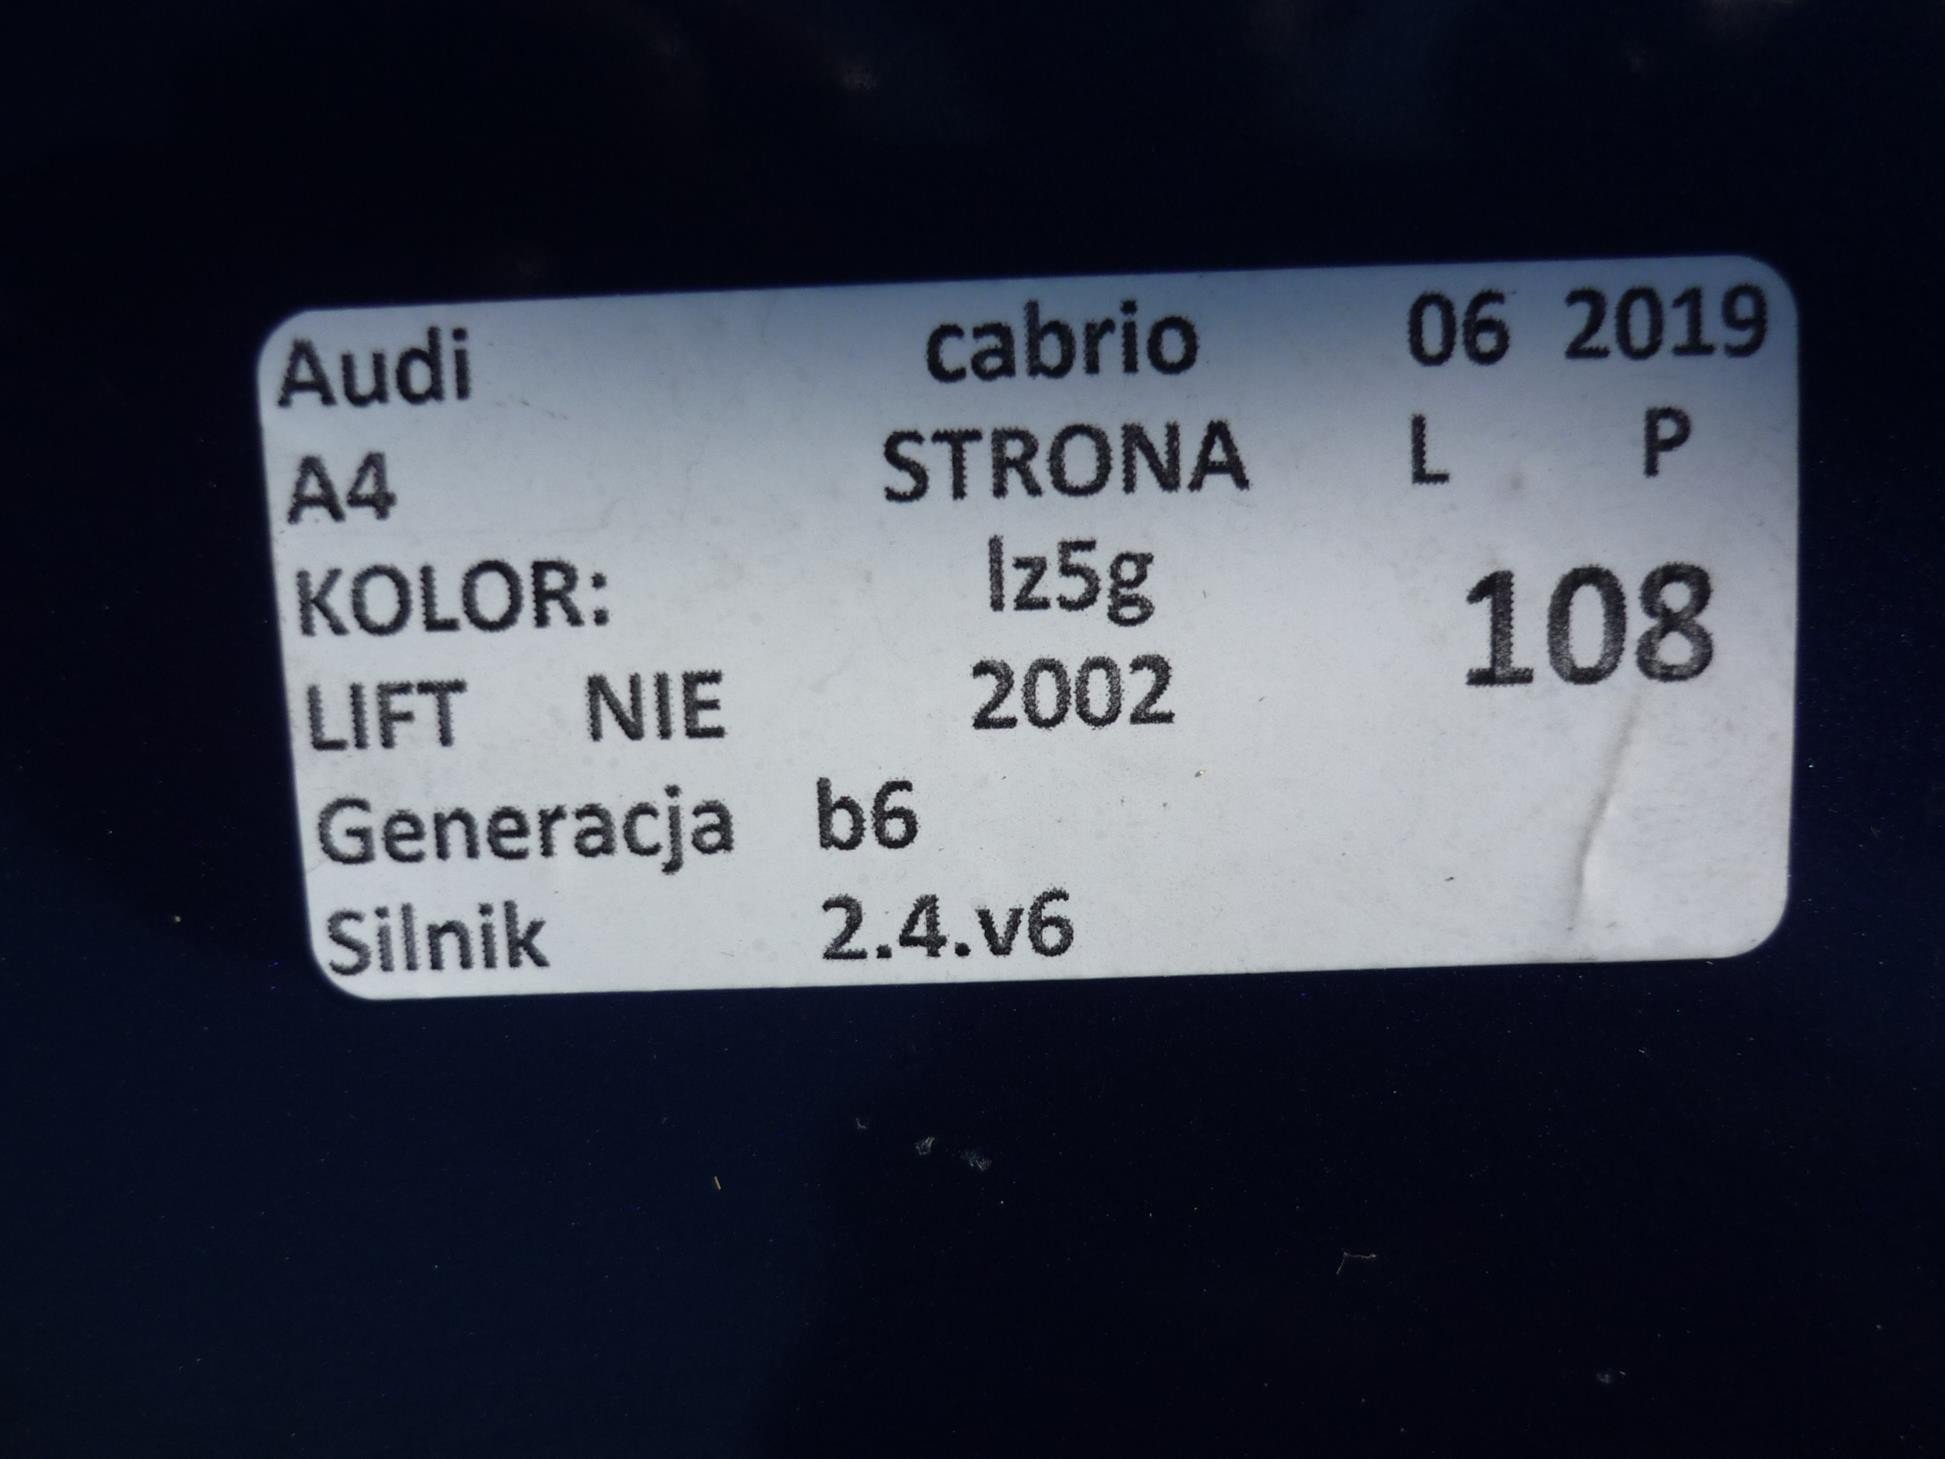 Audi cabrio 06 2019
A4 STRONA L P
KOLOR: lz5g 108
LIFT NIE 2002
Generacja b6
Silnik 2.4.v6